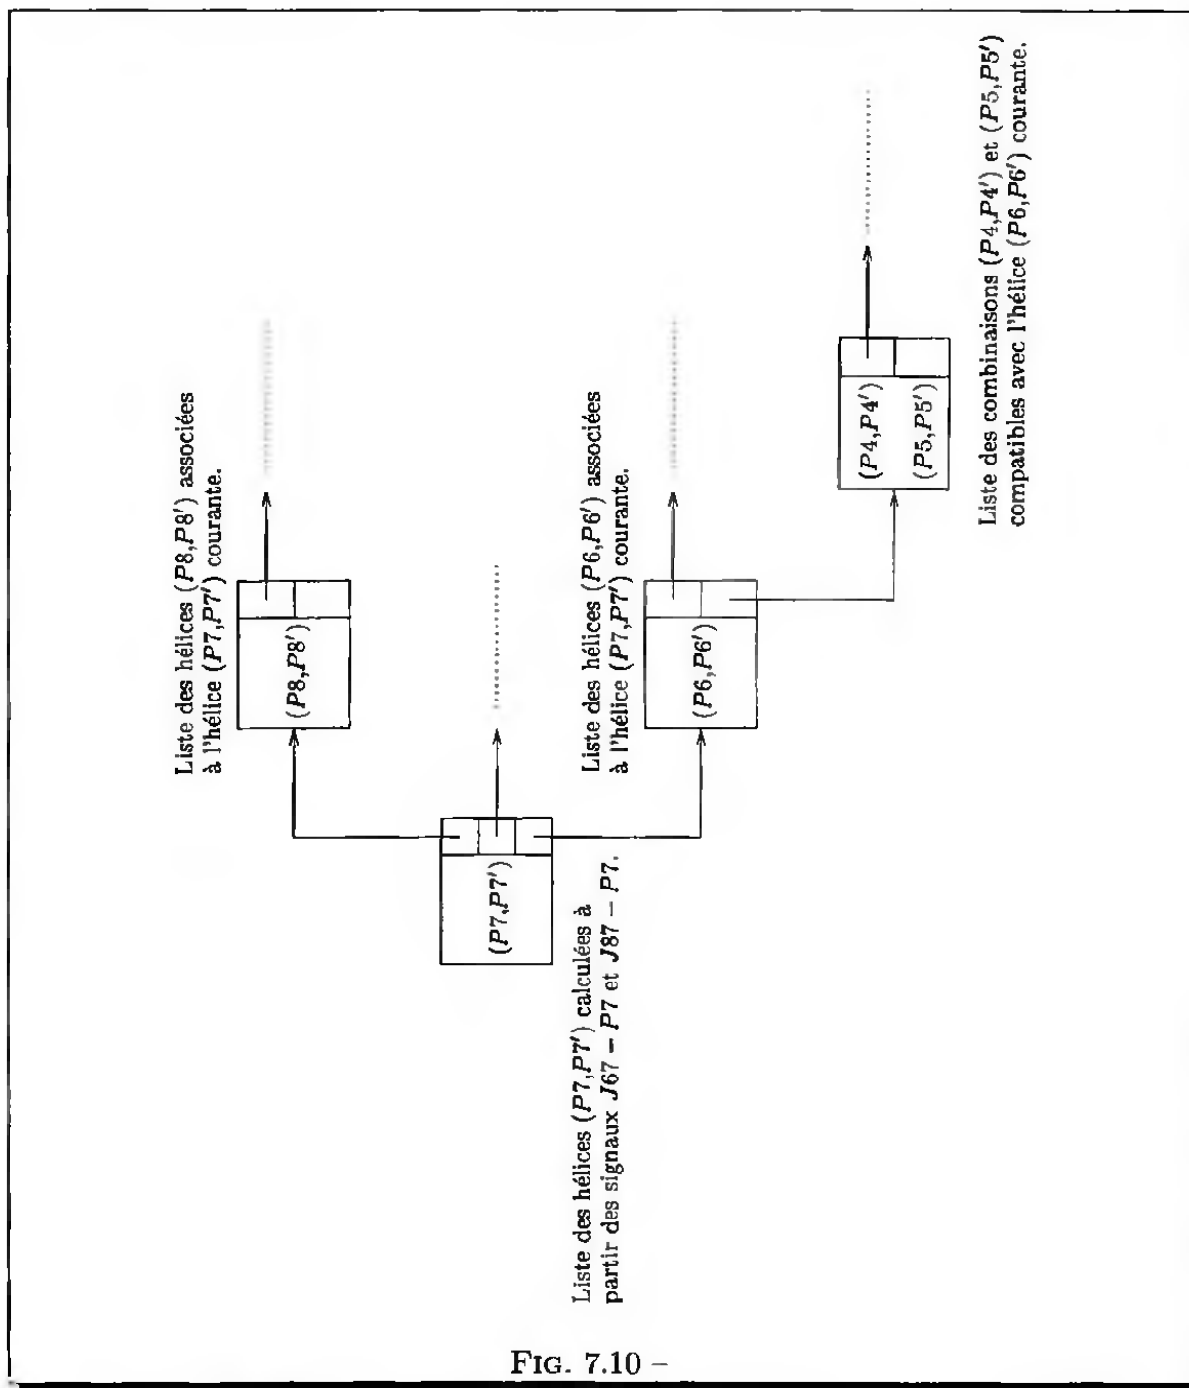 Liste des hélices (P8,P8′) associées
à l'hélice (P7,P7′) courante.
(P8,P8′)
(P7,P7′)
Liste des hélices (P7,P7′) calculées à
partir des signaux J67 – P7 et J87 – P7.
Liste des hélices (P6,P6′) associées
à l'hélice (P7,P7′) courante.
(P6,P6′)
(P4,P4′)
(P5,P5′)
Liste des combinaisons (P4,P4′) et (P5,P5′)
compatibles avec l'hélice (P6,P6′) courante.
FIG. 7.10 –